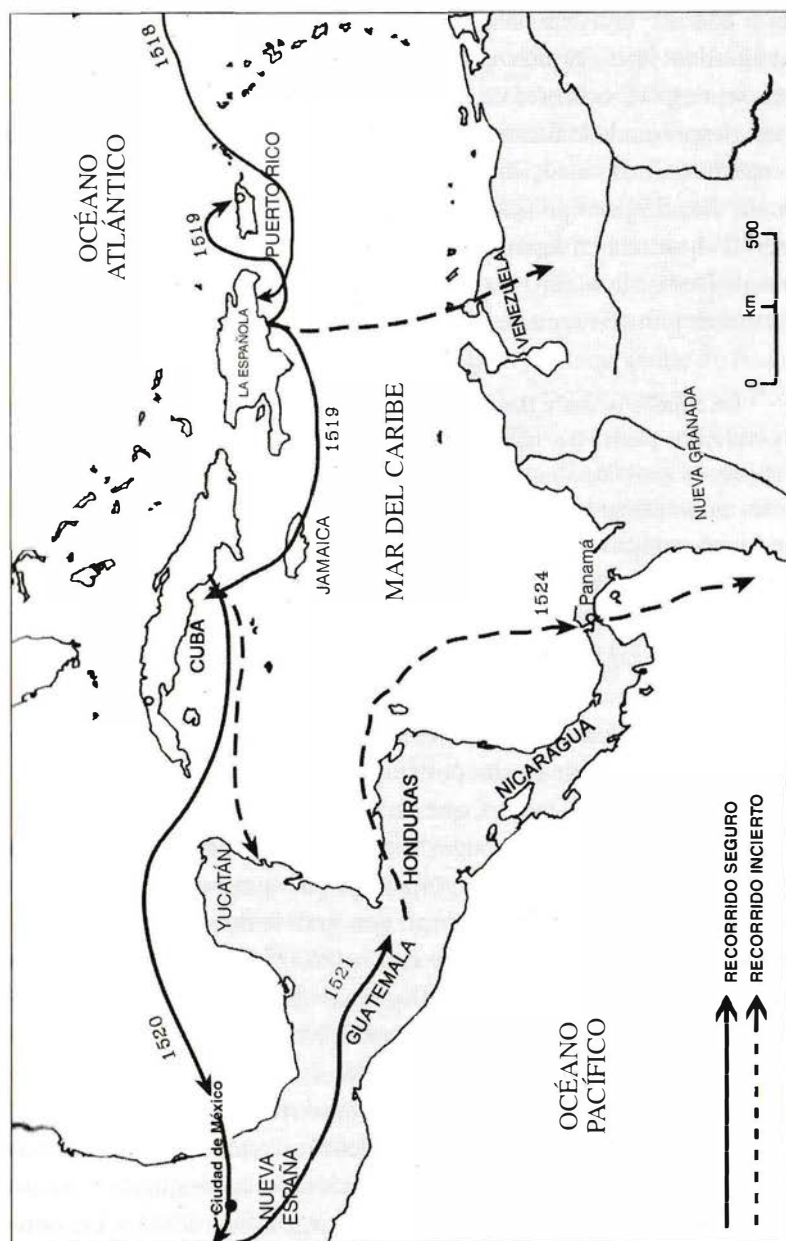 1518
OCÉANO
ATLÁNTICO
1519
PUERTO RICO
LA ESPAÑOLA
1519
CUBA
JAMAICA
MAR DEL CARIBE
VENEZUELA
0
km
500
NUEVA GRANADA
1524
Panamá
1520
YUCATÁN
HONDURAS
NICARAGUA
1521
GUATEMALA
Ciudad de México
NUEVA
ESPAÑA
OCÉANO
PACÍFICO
RECORRIDO SEGURO
RECORRIDO INCIERTO